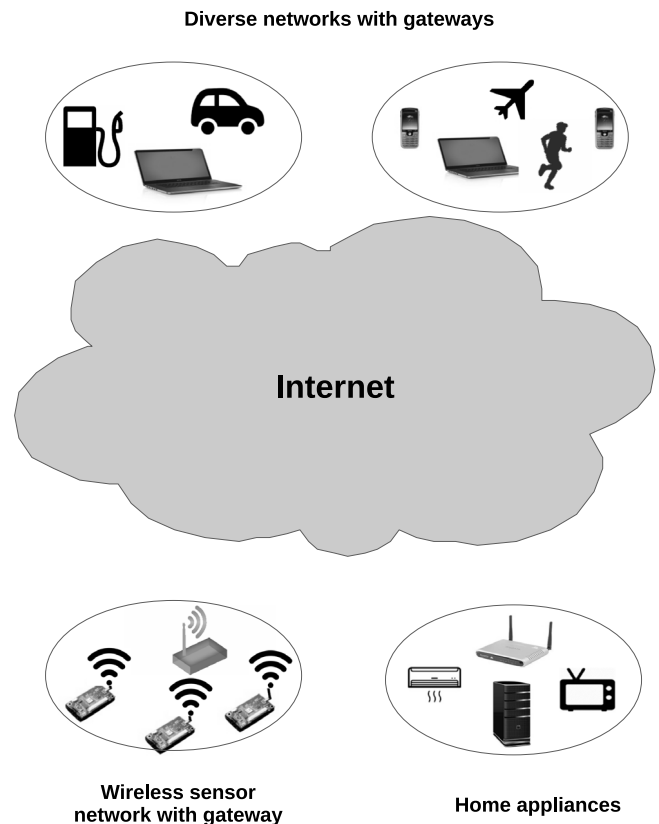 Diverse networks with gateways
Internet
Wireless sensor
network with gateway
Home appliances